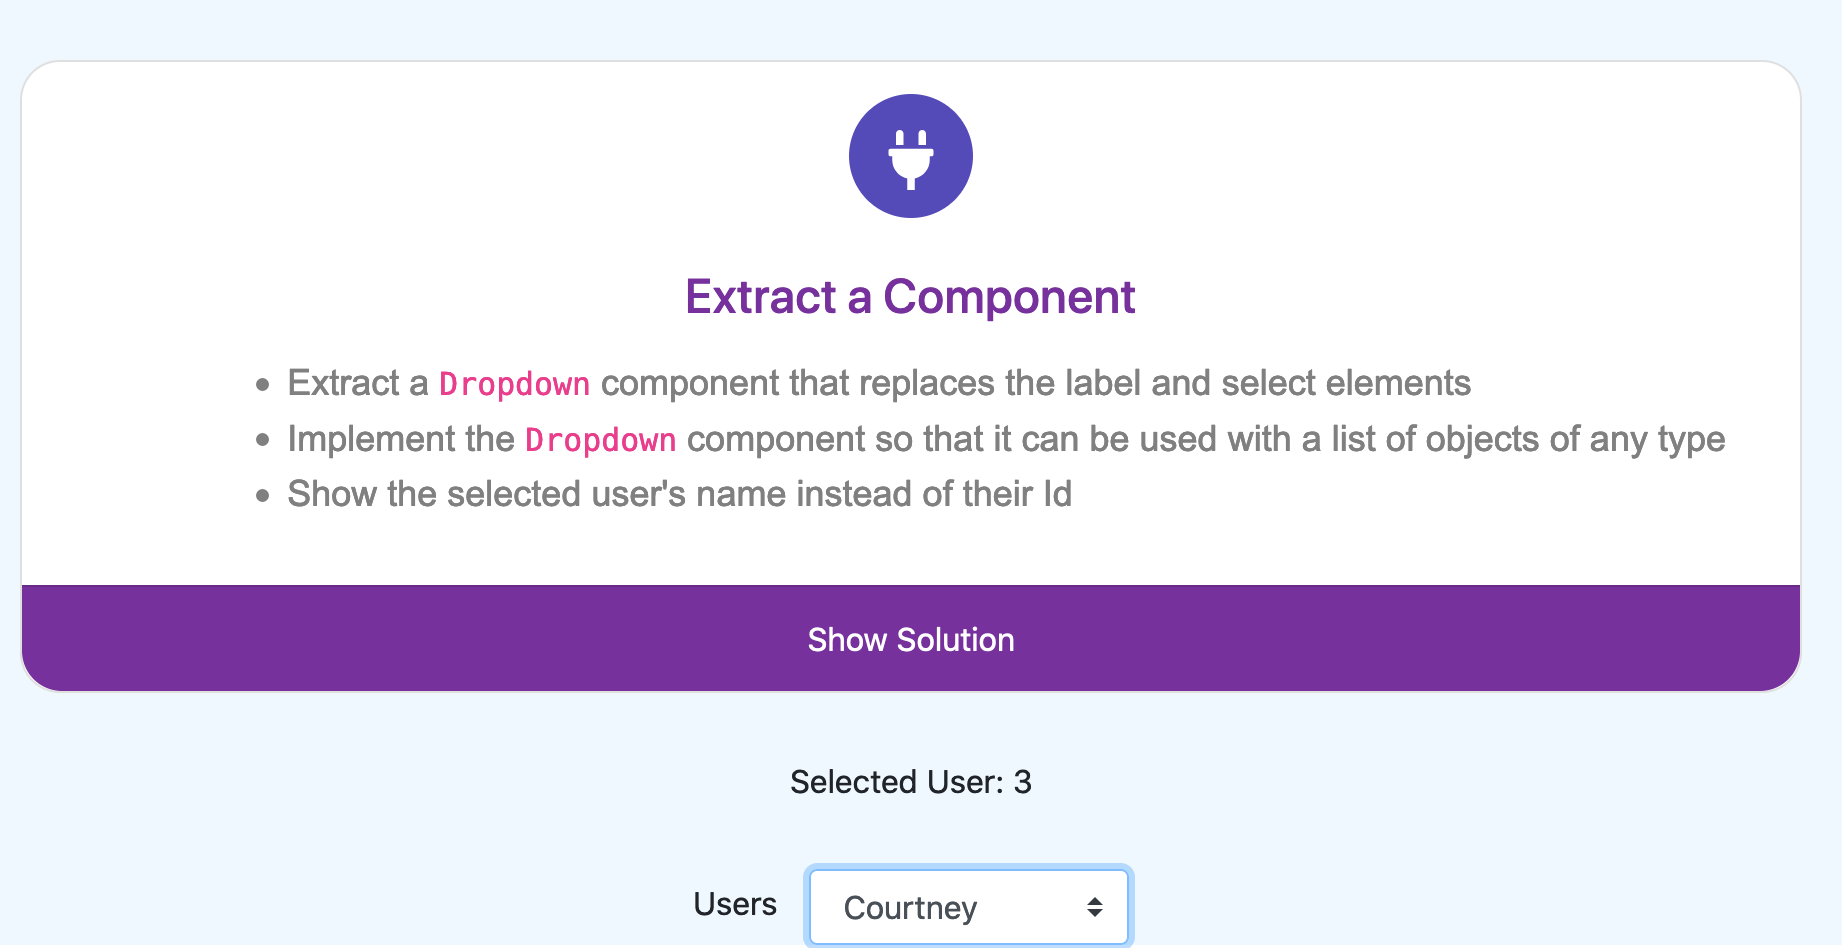 Extract a Component
Extract a Dropdown component that replaces the label and select elements
Implement the Dropdown component so that it can be used with a list of objects of any type
Show the selected user's name instead of their Id
Show Solution
Selected User: 3
Users Courtney